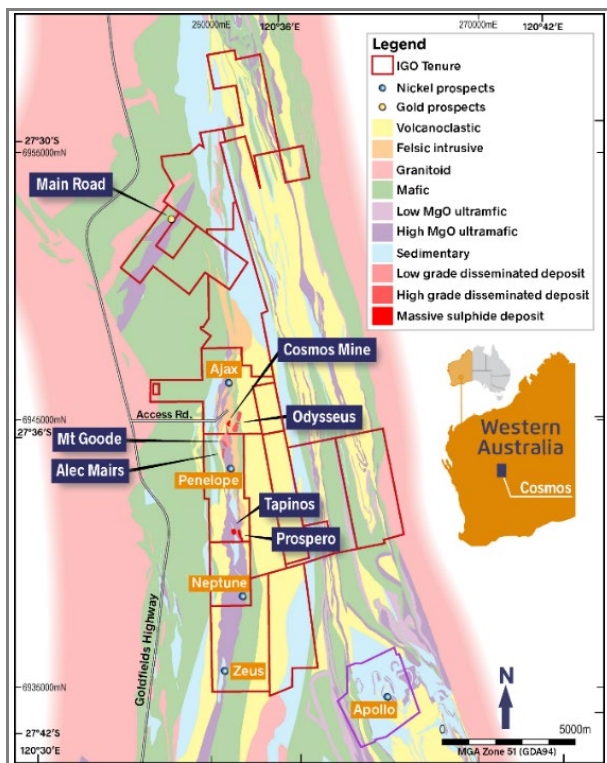 250000mE
120°36'E
270000mE
120°42'E
Legend
IGO Tenure
Nickel prospects
Gold prospects
Volcanoclastic
Felsic intrusive
Granitoid
Mafic
Low MgO ultramfic
High MgO ultramafic
Sedimentary
Low grade disseminated deposit
High grade disseminated deposit
Massive sulphide deposit
27°30'S
6955000mN
Main Road
Ajax
Cosmos Mine
Access Rd.
Odysseus
6945000mN
27°36'S
Mt Goode
Alec Mairs
Penelope
Tapinos
Prospero
Neptune
Goldfields Highway
Zeus
Apollo
Western
Australia
Cosmos
6935000mN
27°42'S
120°30'E
N
0
5000m
MGA Zone 51 (GDA94)